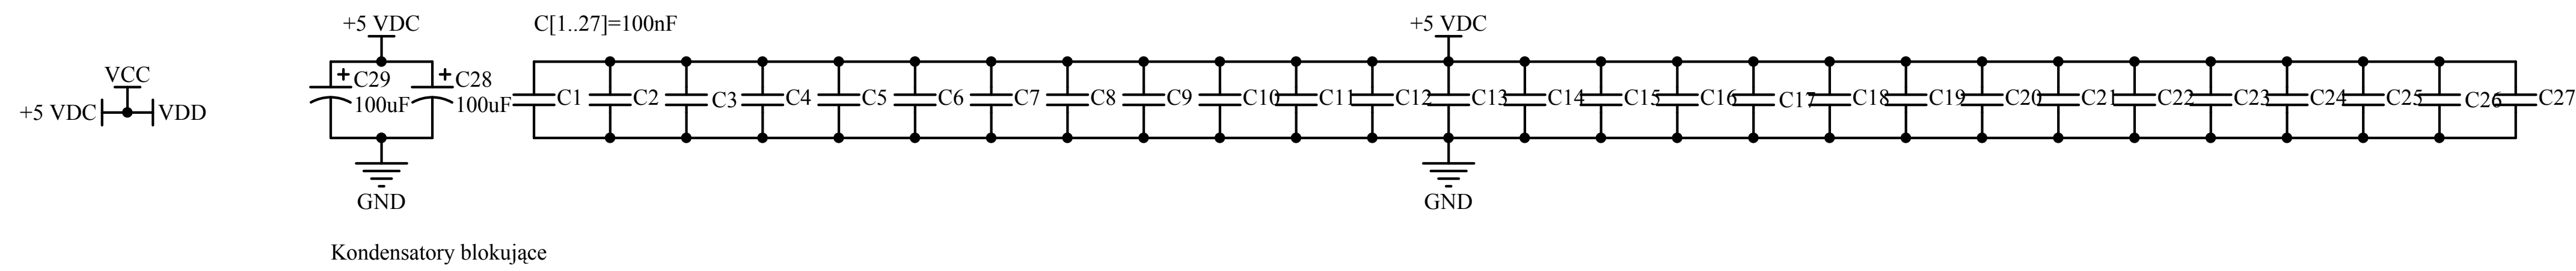 +5 VDC
C[1..27]=100nF
+5 VDC
VCC
+5 VDC
VDD
C29
100uF
C28
100uF
C1 C2 C3 C4 C5 C6 C7 C8 C9 C10 C11 C12 C13 C14 C15 C16 C17 C18 C19 C20 C21 C22 C23 C24 C25 C26 C27
GND
GND
Kondensatory blokujące